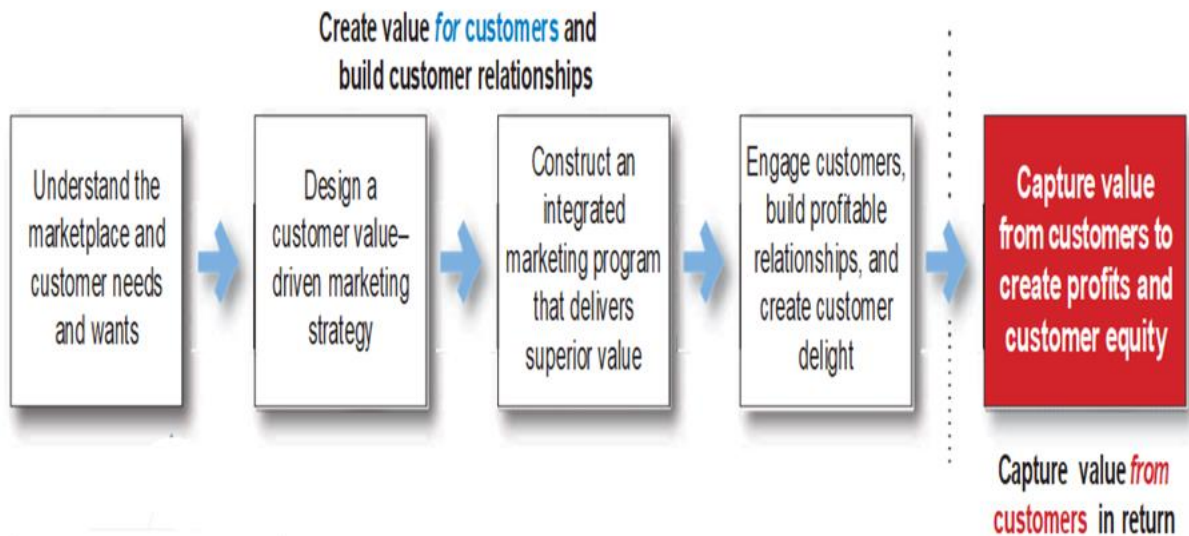 Create value for customers and
build customer relationships
Understand the
marketplace and
customer needs
and wants
Design a
customer value–
driven marketing
strategy
Construct an
integrated
marketing program
that delivers
superior value
Engage customers,
build profitable
relationships, and
create customer
delight
Capture value
from customers to
create profits and
customer equity
Capture value from
customers in return